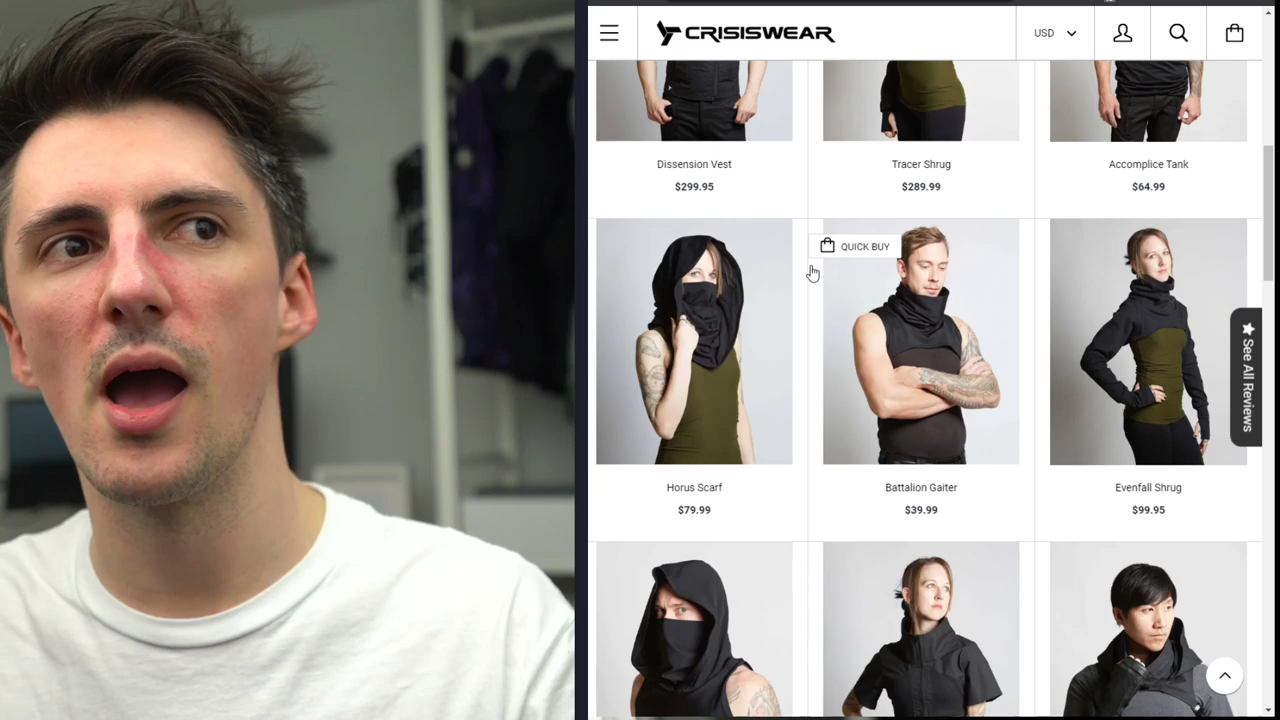 CRISISWEAR
USD
Dissension Vest
$299.95
Tracer Shrug
$289.99
Accomplice Tank
$64.99
QUICK BUY
Horus Scarf
$79.99
Battalion Gaiter
$39.99
Evenfall Shrug
$99.95
See All Reviews